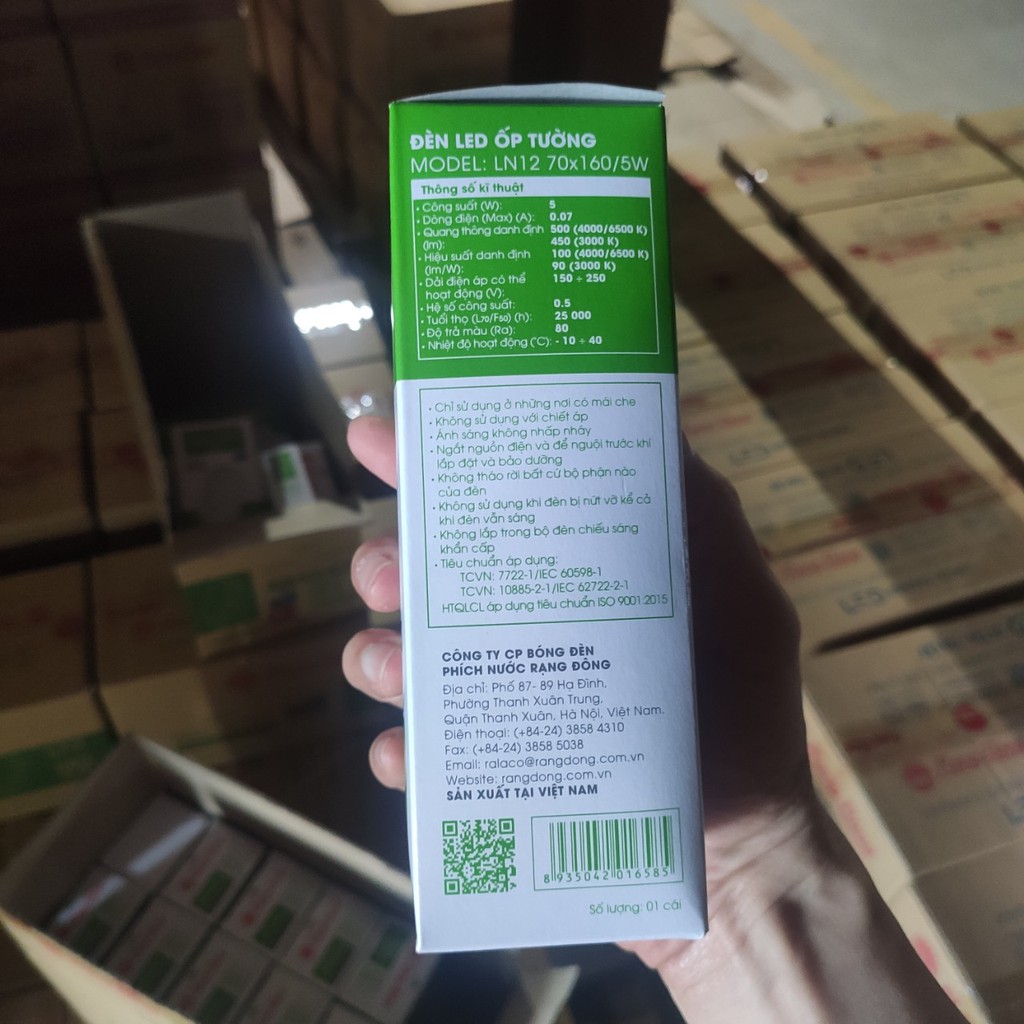 ĐÈN LED ỐP TƯỜNG
MODEL: LN12 70x160/5W
Thông số kĩ thuật
• Công suất (W): 5
• Dòng điện (Max) (A): 0.07
• Quang thông danh định 500 (4000/6500 K)
(lm): 450 (3000 K)
• Hiệu suất danh định 100 (4000/6500 K)
(lm/W): 90 (3000 K)
• Dải điện áp có thể 150 ÷ 250
hoạt động (V):
• Hệ số công suất: 0.5
• Tuổi thọ (L70/F50) (h): 25 000
• Độ trả màu (Ra): 80
• Nhiệt độ hoạt động (°C): - 10 ÷ 40
• Chỉ sử dụng ở những nơi có mái che
• Không sử dụng với chiết áp
• Ánh sáng không nhấp nháy
• Ngắt nguồn điện và để nguội trước khi
lắp đặt và bảo dưỡng
• Không tháo rời bất cứ bộ phận nào
của đèn
• Không sử dụng khi đèn bị nứt vỡ kể cả
khi đèn vẫn sáng
• Không lắp trong bộ đèn chiếu sáng
khẩn cấp
• Tiêu chuẩn áp dụng:
TCVN: 7722-1/IEC 60598-1
TCVN: 10885-2-1/IEC 62722-2-1
HTQLCL áp dụng tiêu chuẩn ISO 9001:2015
CÔNG TY CP BÓNG ĐÈN
PHÍCH NƯỚC RẠNG ĐÔNG
Địa chỉ: Phố 87- 89 Hạ Đình,
Phường Thanh Xuân Trung,
Quận Thanh Xuân, Hà Nội, Việt Nam.
Điện thoại: (+84-24) 3858 4310
Fax: (+84-24) 3858 5038
Email: ralaco@rangdong.com.vn
Website: rangdong.com.vn
SẢN XUẤT TẠI VIỆT NAM
8 935042 016585
Số lượng: 01 cái